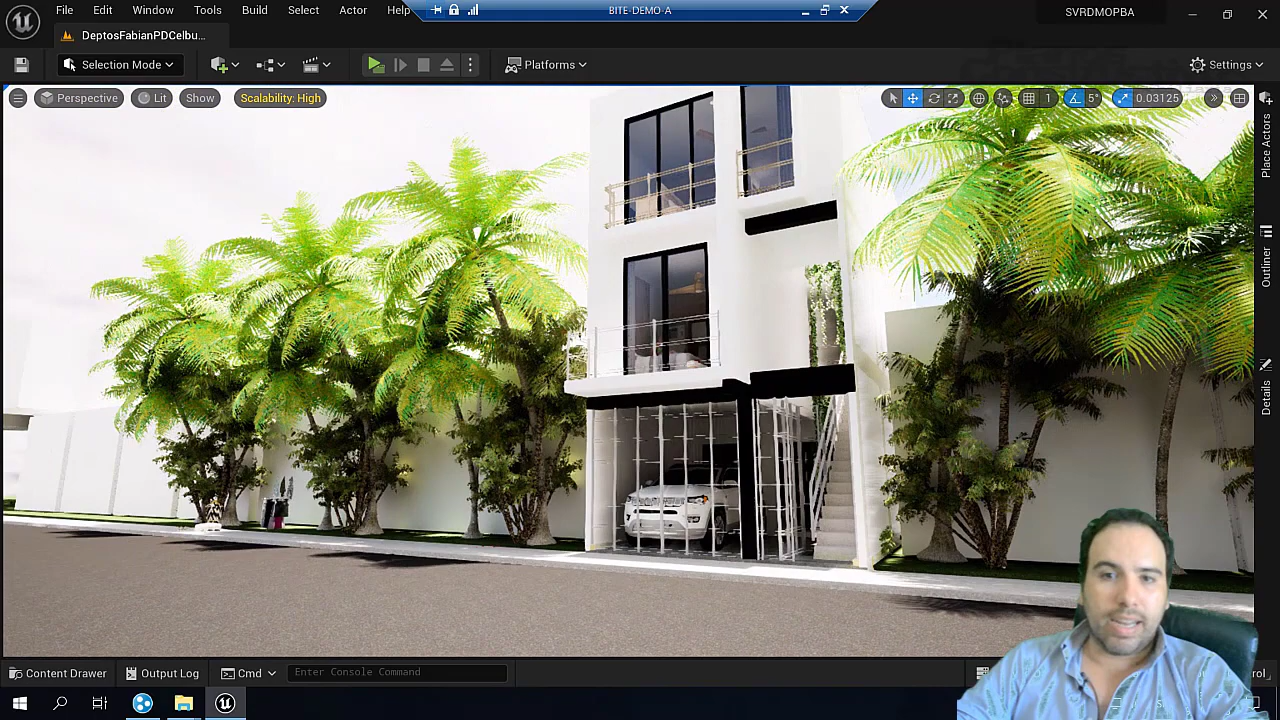 File Edit Window Tools Build Select Actor Help
BITE-DEMO-A
SVRDMOPBA
DeptosFabianPDCelbu...
Selection Mode
Platforms
Settings
Perspective Lit Show Scalability: High
1 5° 0.03125
Place Actors
Outliner
Details
Content Drawer Output Log Cmd Enter Console Command